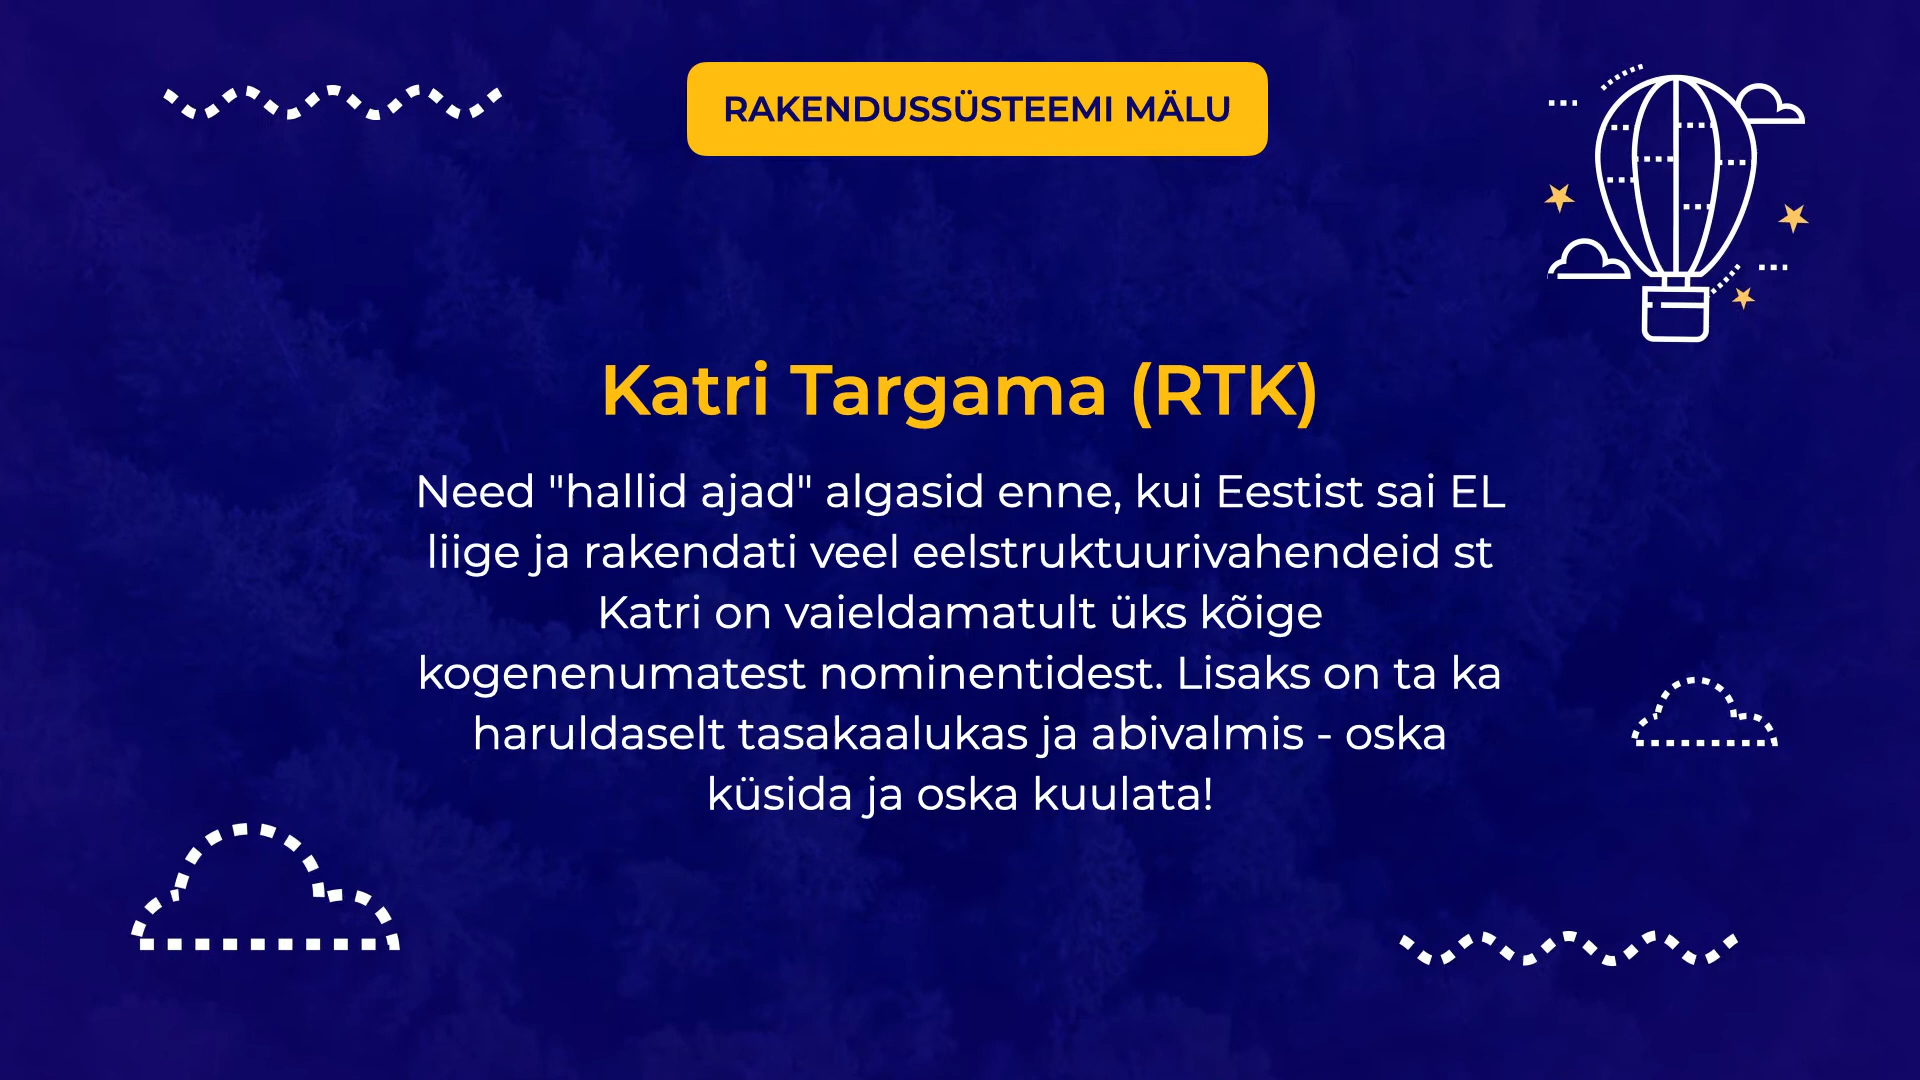 RAKENDUSSÜSTEEMI MÄLU
Katri Targama (RTK)
Need "hallid ajad" algasid enne, kui Eestist sai EL
liige ja rakendati veel eelstruktuurivahendeid st
Katri on vaieldamatult üks kõige
kogenenumatest nominentidest. Lisaks on ta ka
haruldaselt tasakaalukas ja abivalmis - oska
küsida ja oska kuulata!